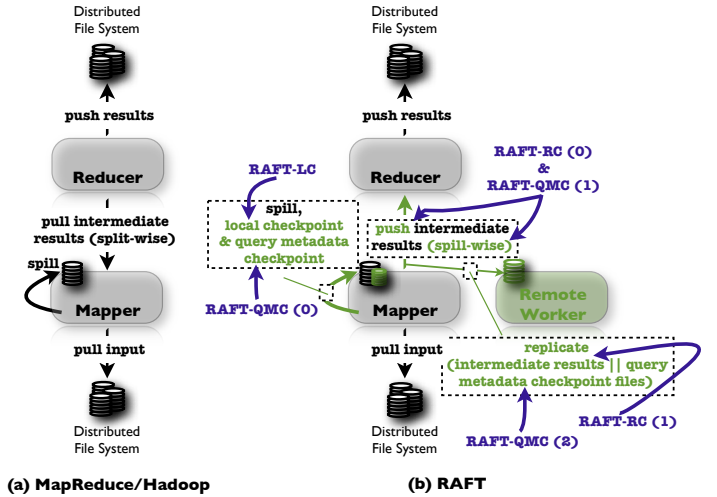 Distributed
File System
push results
Reducer
pull intermediate
results (split-wise)
spill
Mapper
pull input
Distributed
File System
(a) MapReduce/Hadoop
Distributed
File System
push results
Reducer
RAFT-LC
RAFT-RC (0)
&
RAFT-QMC (1)
spill,
local checkpoint
& query metadata
checkpoint
push intermediate
results (spill-wise)
RAFT-QMC (0)
Mapper
Remote
Worker
pull input
replicate
(intermediate results || query
metadata checkpoint files)
RAFT-RC (1)
RAFT-QMC (2)
Distributed
File System
(b) RAFT